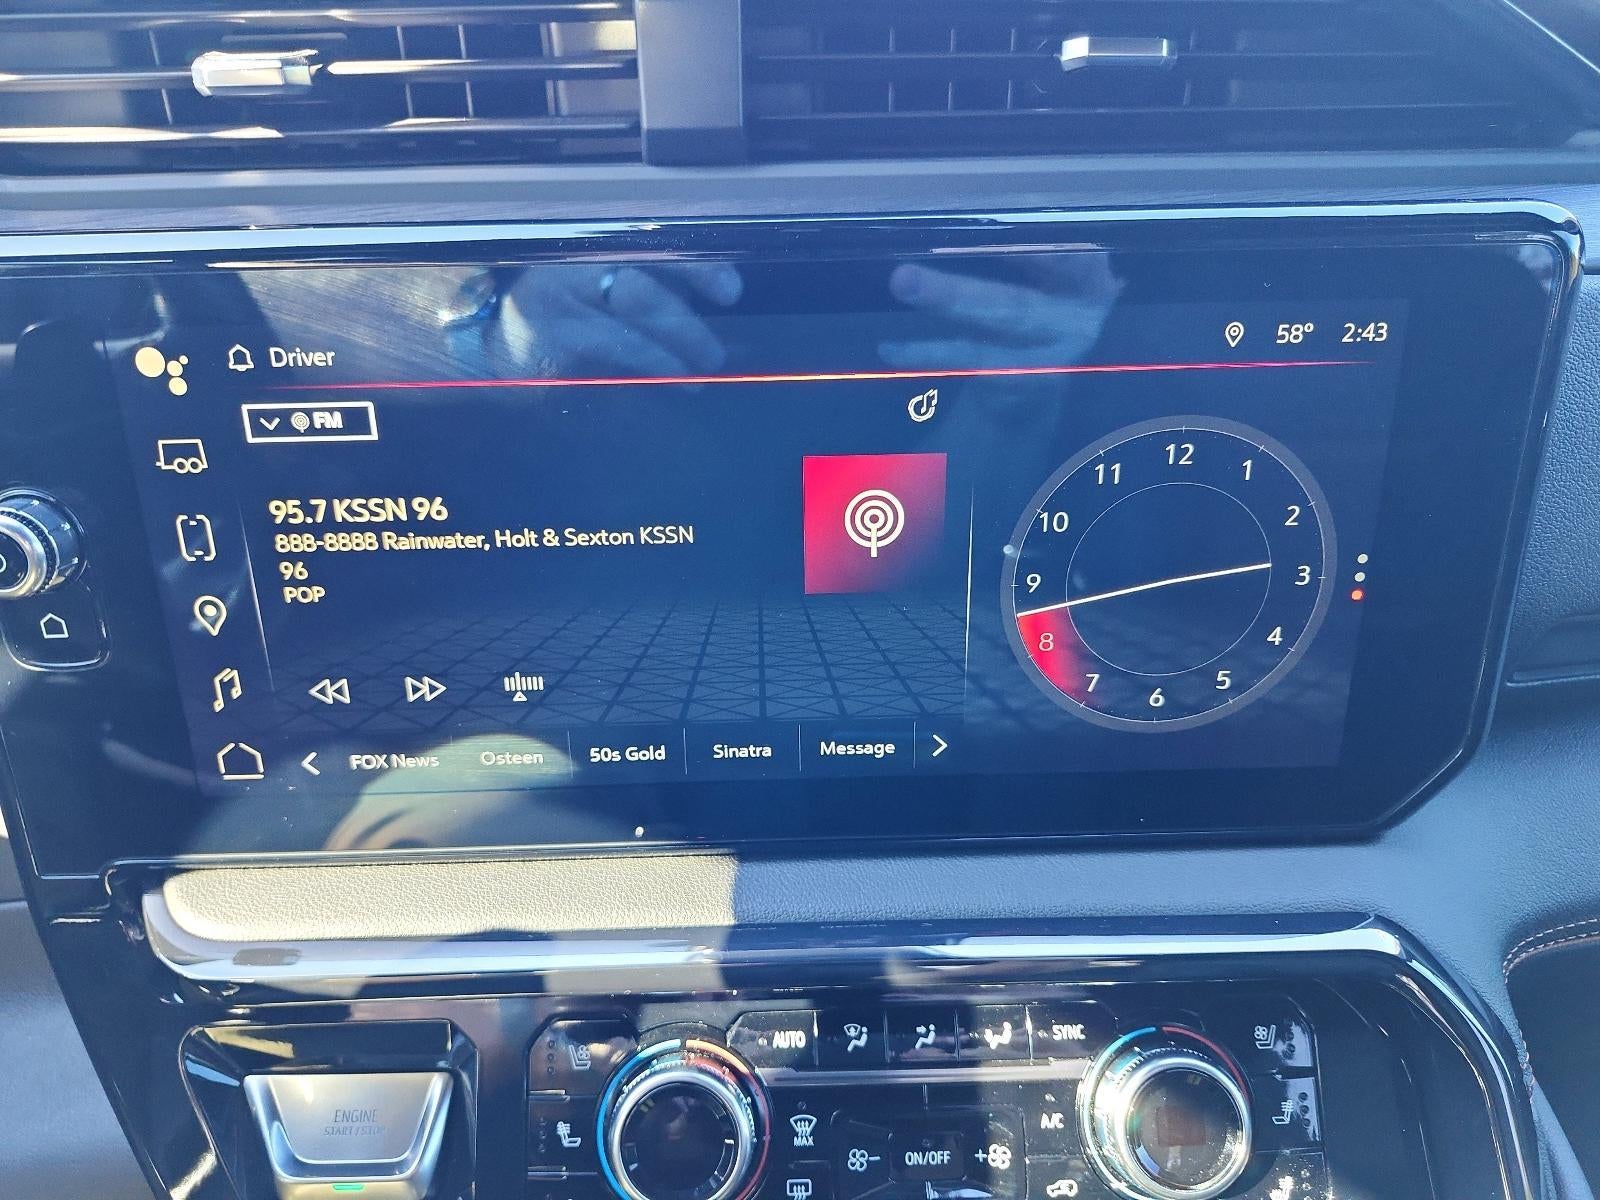 Driver
58° 2:43
FM
95.7 KSSN 96
888-8888 Rainwater, Holt & Sexton KSSN
96
POP
12
1
2
3
4
5
6
7
8
9
10
11
FOX News Osteen 50s Gold Sinatra Message
AUTO SYNC
ENGINE
START/STOP
MAX
A/C
ON/OFF